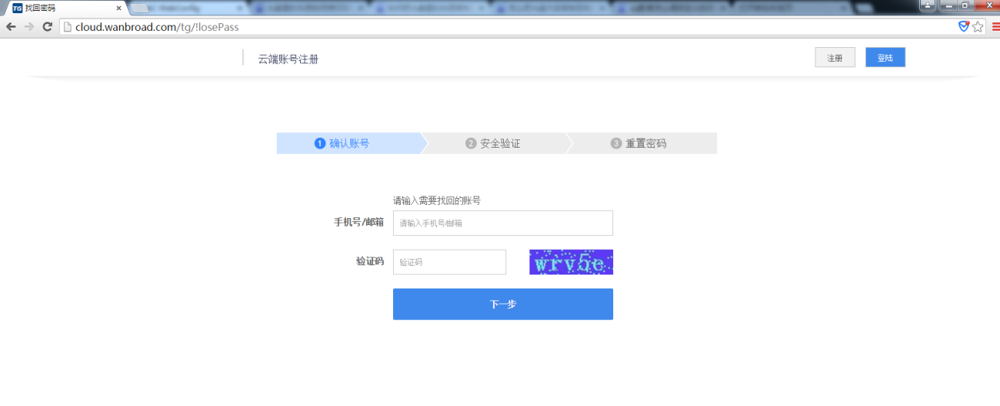 TG 找回密码
cloud.wanbroad.com/tg/!losePass
云端账号注册
注册
登陆
1 确认账号
2 安全验证
3 重置密码
请输入需要找回的账号
手机号/邮箱
请输入手机号/邮箱
验证码
验证码
wrv5e
下一步